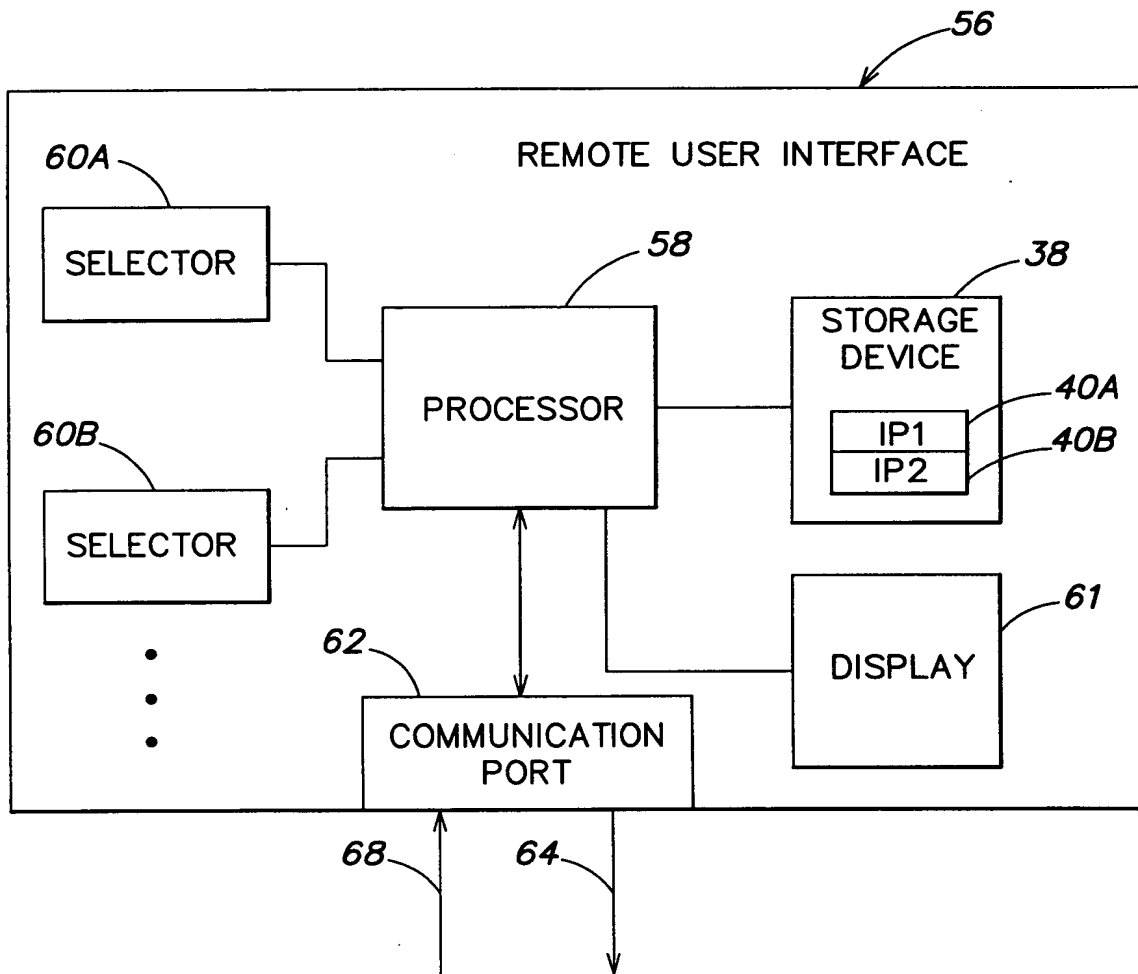 56
REMOTE USER INTERFACE
60A
SELECTOR
58
PROCESSOR
38
STORAGE
DEVICE
40A
IP1
40B
IP2
60B
SELECTOR
62
COMMUNICATION
PORT
61
DISPLAY
68
64